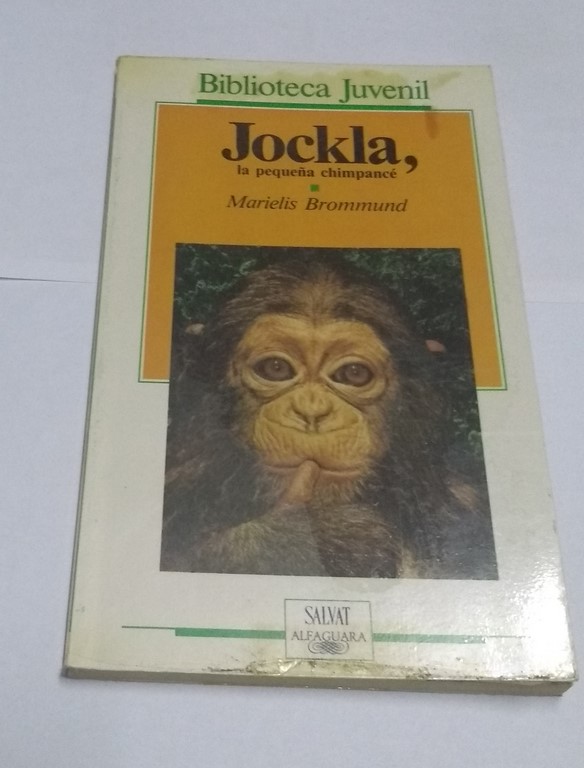 Biblioteca Juvenil
Jockla,
la pequeña chimpancé
Marielis Brommund
SALVAT
ALFAGUARA